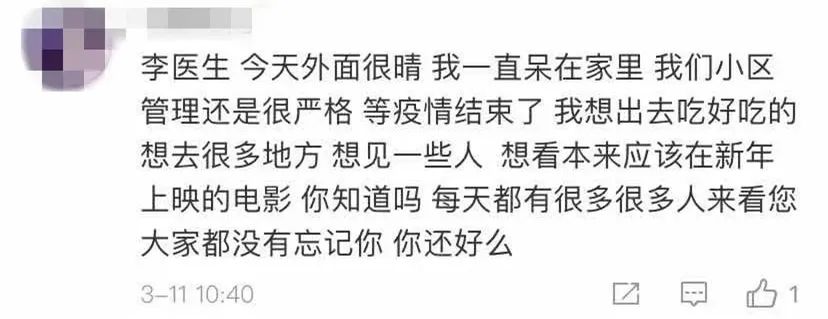 李医生 今天外面很晴 我一直呆在家里 我们小区
管理还是很严格 等疫情结束了 我想出去吃好吃的
想去很多地方 想见一些人 想看本来应该在新年
上映的电影 你知道吗 每天都有很多很多人来看您
大家都没有忘记你 你还好么
3-11 10:40
1